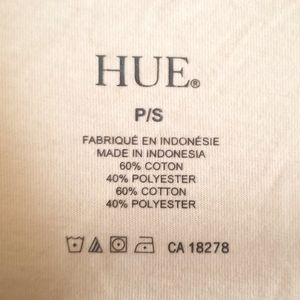 HUE®
P/S
FABRIQUÉ EN INDONÉSIE
MADE IN INDONESIA
60% COTON
40% POLYESTER
60% COTTON
40% POLYESTER
CA 18278